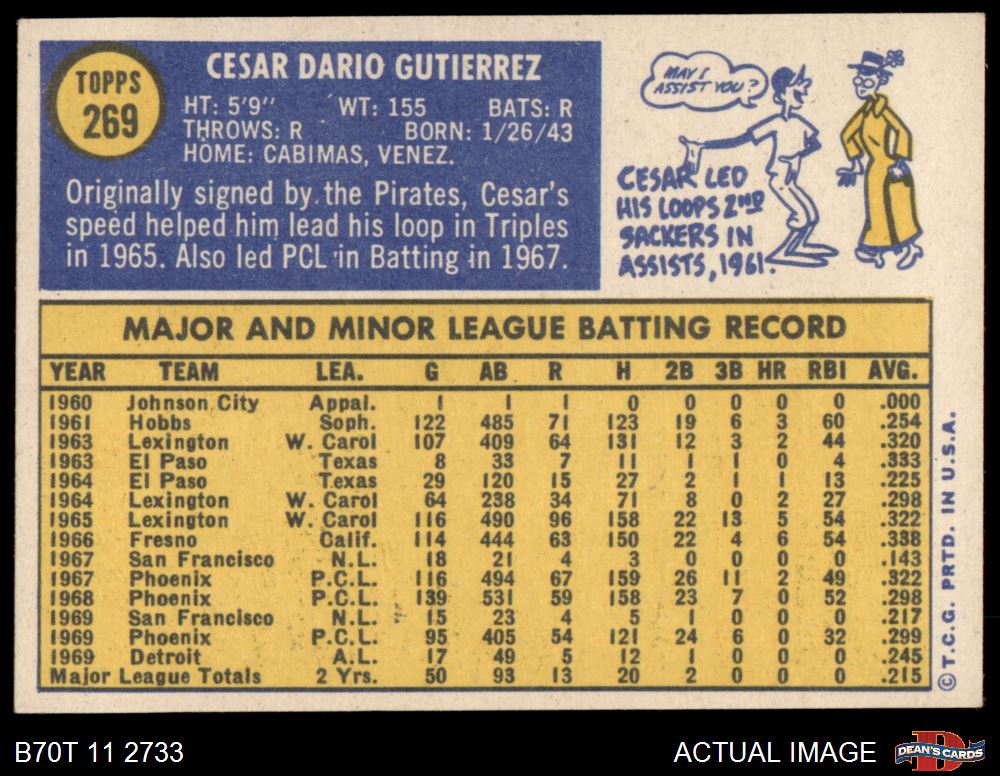 TOPPS
269
CESAR DARIO GUTIERREZ
HT: 5'9" WT: 155 BATS: R
THROWS: R BORN: 1/26/43
HOME: CABIMAS, VENEZ.
Originally signed by the Pirates, Cesar's
speed helped him lead his loop in Triples
in 1965. Also led PCL in Batting in 1967.
MAY I
ASSIST YOU?
CESAR LED
HIS LOOPS 2ND
SACKERS IN
ASSISTS, 1961.
MAJOR AND MINOR LEAGUE BATTING RECORD
YEAR TEAM LEA. G AB R H 2B 3B HR RBI AVG.
1960 Johnson City Appal. 1 1 1 0 0 0 0 0 .000
1961 Hobbs Soph. 122 485 71 123 19 6 3 60 .254
1963 Lexington W. Carol 107 409 64 131 12 3 2 44 .320
1963 El Paso Texas 8 33 7 11 1 1 0 4 .333
1964 El Paso Texas 29 120 15 27 2 1 1 13 .225
1964 Lexington W. Carol 64 238 34 71 8 0 2 27 .298
1965 Lexington W. Carol 116 490 96 158 22 13 5 54 .322
1966 Fresno Calif. 114 444 63 150 22 4 6 54 .338
1967 San Francisco N.L. 18 21 4 3 0 0 0 0 .143
1967 Phoenix P.C.L. 116 494 67 159 26 11 2 49 .322
1968 Phoenix P.C.L. 139 531 59 158 23 7 0 52 .298
1969 San Francisco N.L. 15 23 4 5 1 0 0 0 .217
1969 Phoenix P.C.L. 95 405 54 121 24 6 0 32 .299
1969 Detroit A.L. 17 49 5 12 1 0 0 0 .245
Major League Totals 2 Yrs. 50 93 13 20 2 0 0 0 .215
© T.C.G. PRTD. IN U.S.A.
B70T 11 2733
ACTUAL IMAGE
D
DEAN'S CARDS